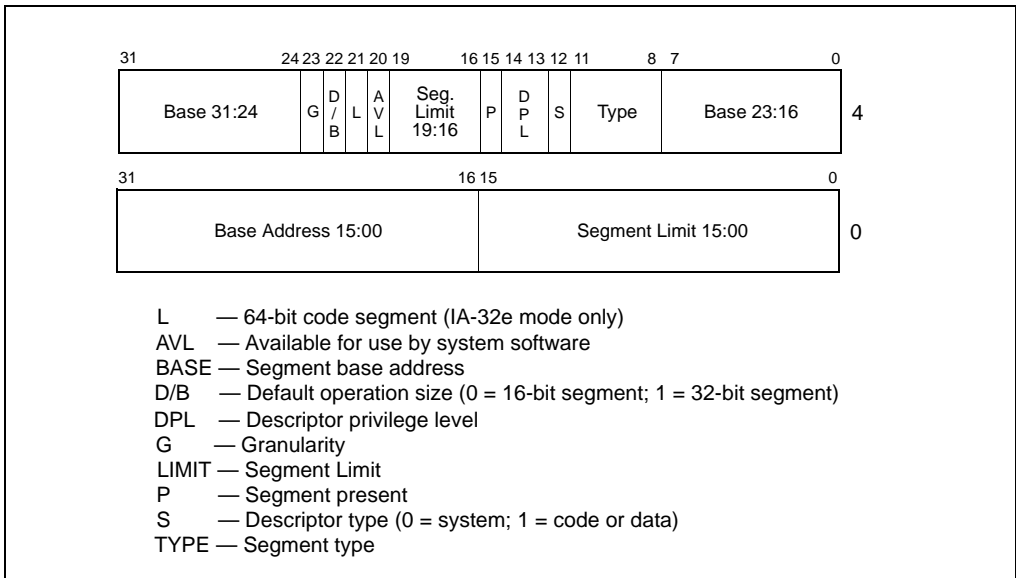 31 24 23 22 21 20 19 16 15 14 13 12 11 8 7 0
Base 31:24 G D/B L AVL Seg. Limit 19:16 P DPL S Type Base 23:16 4
31 16 15 0
Base Address 15:00 Segment Limit 15:00 0
L — 64-bit code segment (IA-32e mode only)
AVL — Available for use by system software
BASE — Segment base address
D/B — Default operation size (0 = 16-bit segment; 1 = 32-bit segment)
DPL — Descriptor privilege level
G — Granularity
LIMIT — Segment Limit
P — Segment present
S — Descriptor type (0 = system; 1 = code or data)
TYPE — Segment type